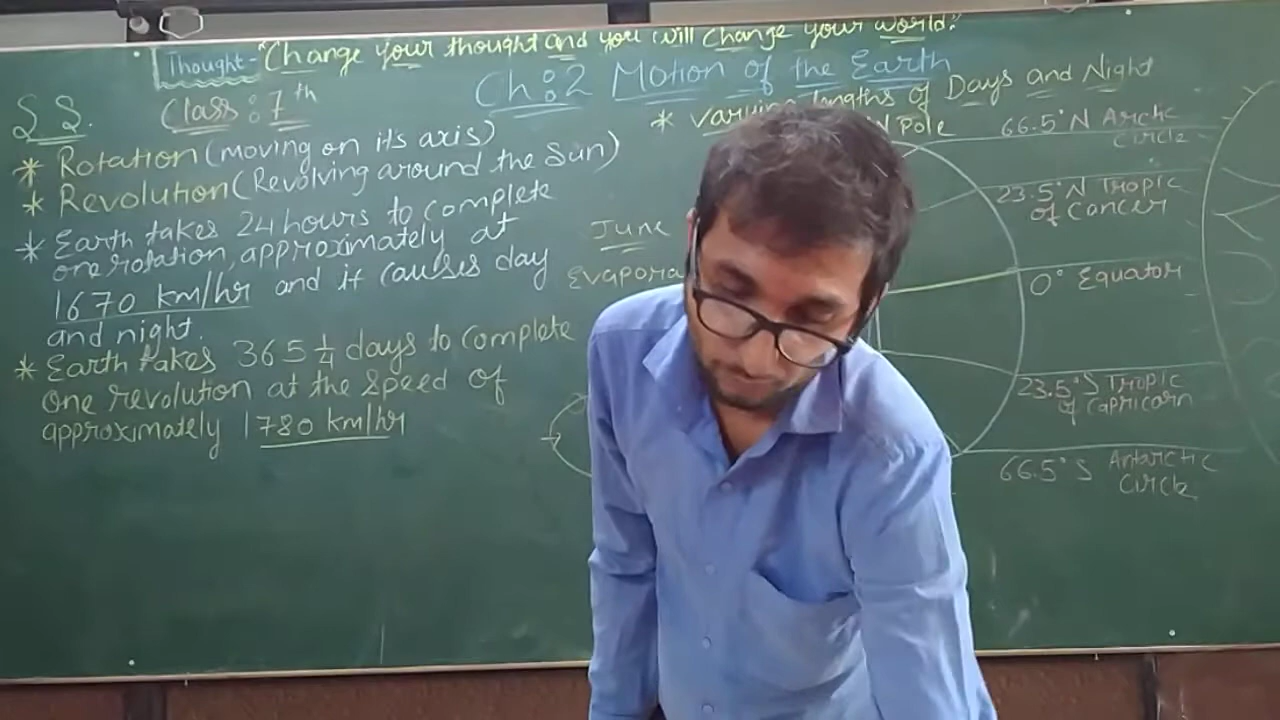 Thought - "Change your thought and you will change your world."
Ch:2 Motion of the Earth
S.S. Class: 7th
* Rotation (moving on its axis)
* Revolution (Revolving around the Sun)
* Earth takes 24 hours to complete
one rotation, approximately at
1670 km/hr and it causes day
and night.
* Earth takes 365 1/4 days to complete
one revolution at the speed of
approximately 1780 km/hr
* Varying lengths of Days and Night
N Pole
66.5°N Arctic
Circle
23.5°N Tropic
of Cancer
June
Evapora
0° Equator
23.5°S Tropic
of Capricorn
66.5°S Antarctic
Circle